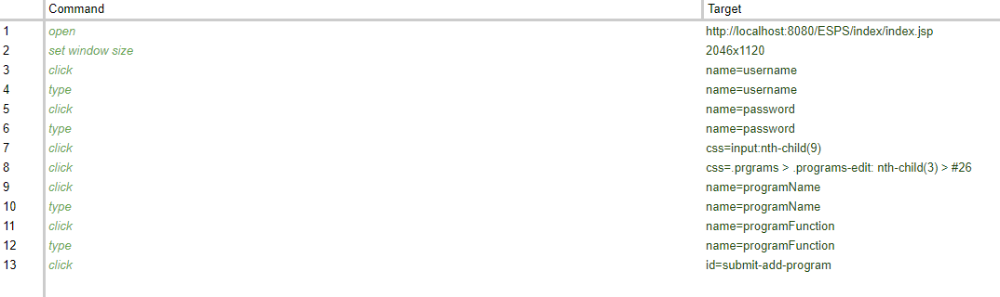 Command Target
1 open http://localhost:8080/ESPS/index/index.jsp
2 set window size 2046x1120
3 click name=username
4 type name=username
5 click name=password
6 type name=password
7 click css=input:nth-child(9)
8 click css=.prgrams > .programs-edit: nth-child(3) > #26
9 click name=programName
10 type name=programName
11 click name=programFunction
12 type name=programFunction
13 click id=submit-add-program